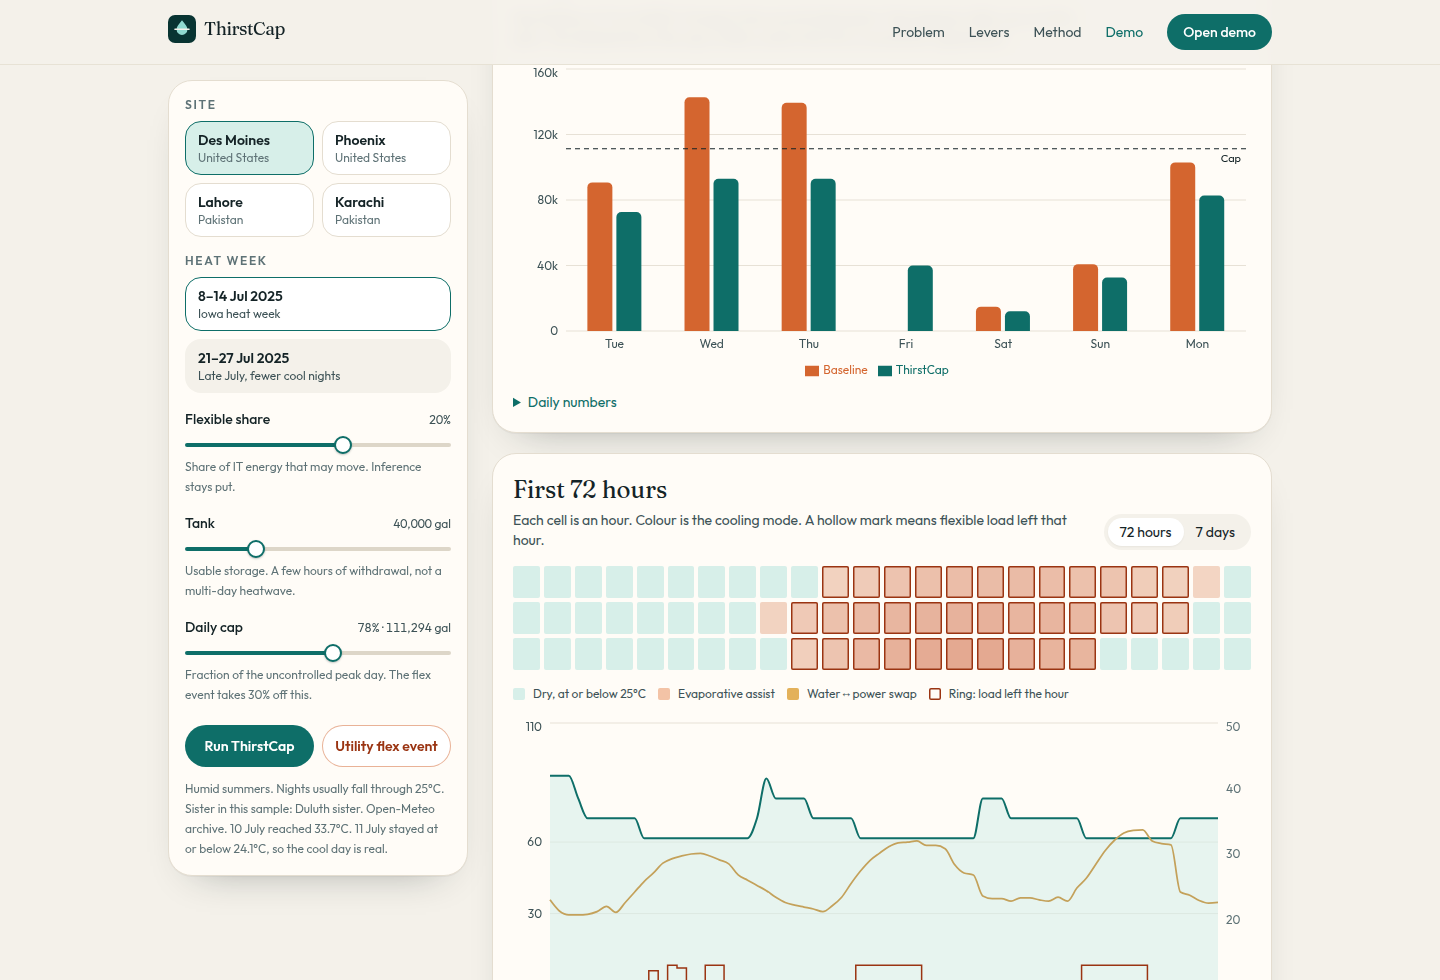 ThirstCap
Problem
Levers
Method
Demo
Open demo
SITE
Des Moines
United States
Phoenix
United States
Lahore
Pakistan
Karachi
Pakistan
HEAT WEEK
8–14 Jul 2025
Iowa heat week
21–27 Jul 2025
Late July, fewer cool nights
Flexible share
20%
Share of IT energy that may move. Inference
stays put.
Tank
40,000 gal
Usable storage. A few hours of withdrawal, not a
multi-day heatwave.
Daily cap
78% · 111,294 gal
Fraction of the uncontrolled peak day. The flex
event takes 30% off this.
Run ThirstCap
Utility flex event
Humid summers. Nights usually fall through 25°C.
Sister in this sample: Duluth sister. Open-Meteo
archive. 10 July reached 33.7°C. 11 July stayed at
or below 24.1°C, so the cool day is real.
160k
120k
80k
40k
0
Cap
Tue
Wed
Thu
Fri
Sat
Sun
Mon
Baseline
ThirstCap
Daily numbers
First 72 hours
Each cell is an hour. Colour is the cooling mode. A hollow mark means flexible load left that
hour.
72 hours
7 days
Dry, at or below 25°C
Evaporative assist
Water↔power swap
Ring: load left the hour
110
60
30
50
40
30
20